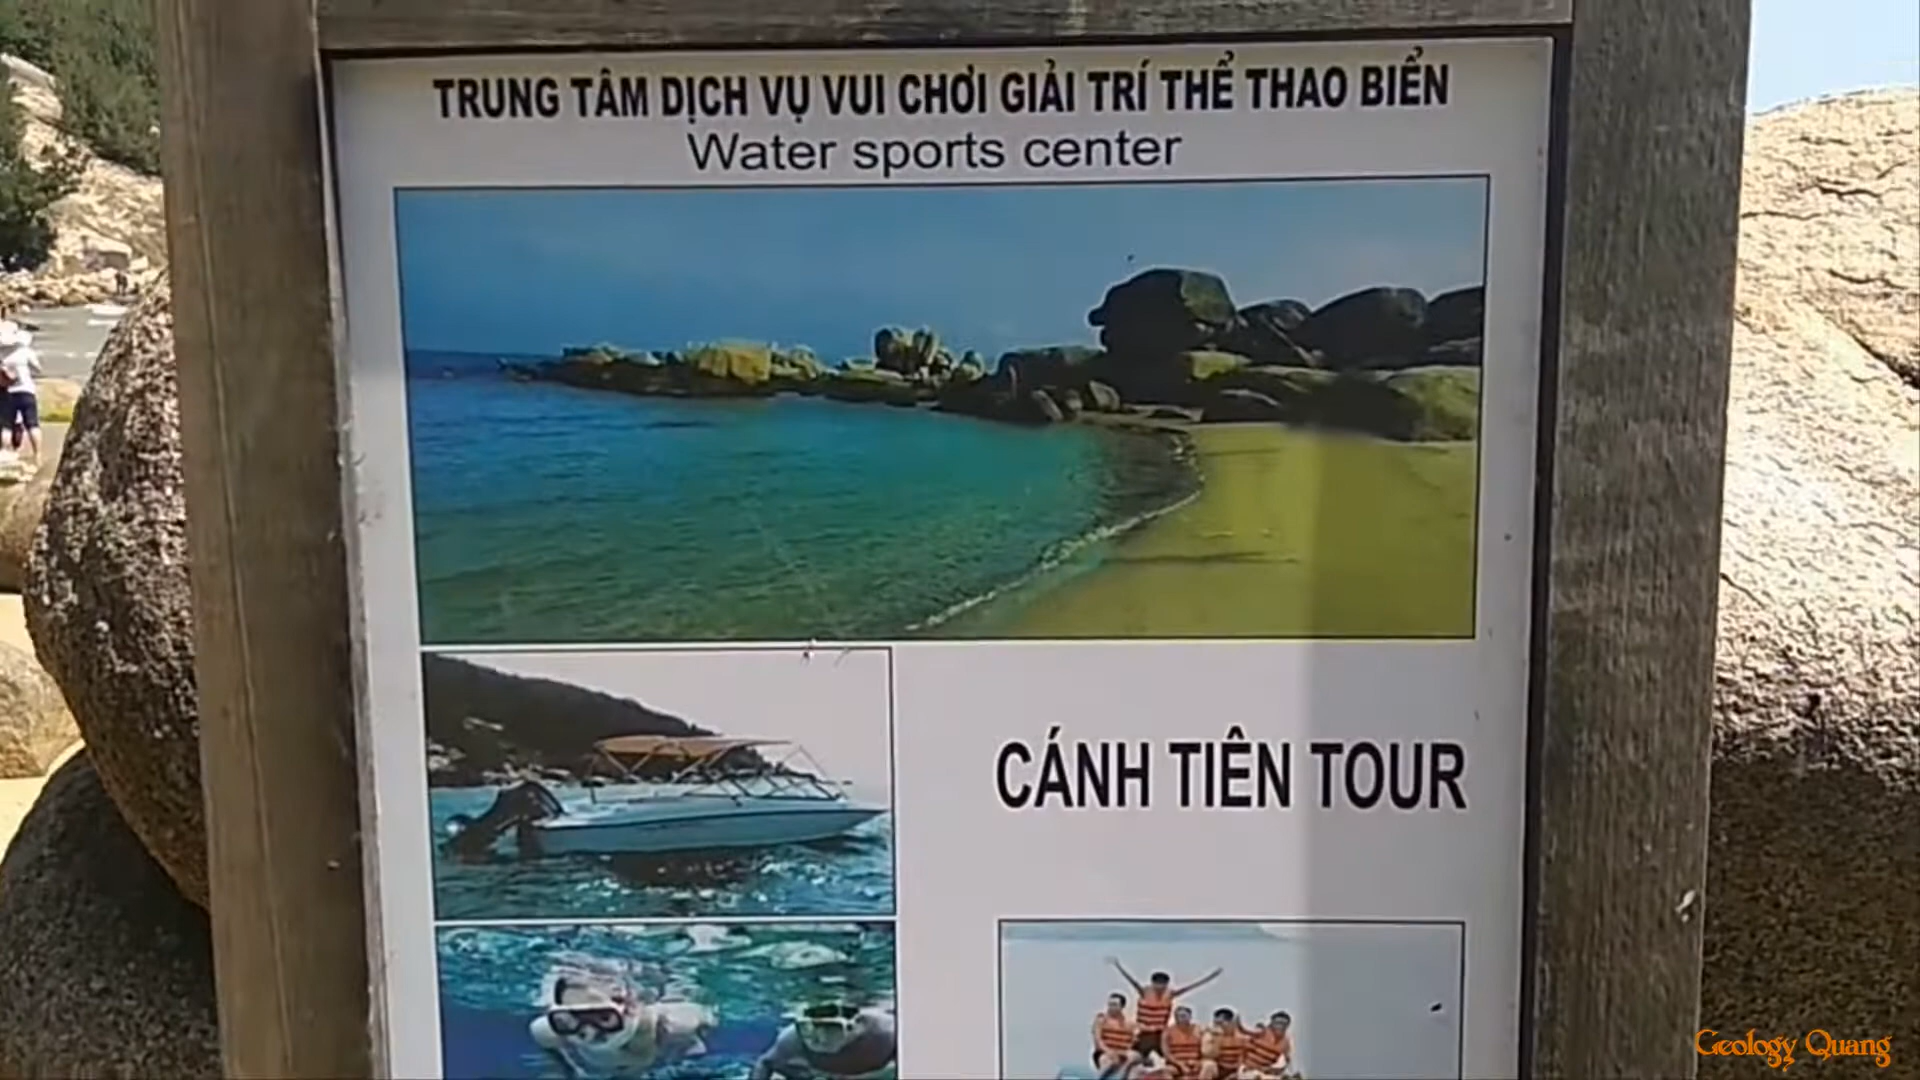 TRUNG TÂM DỊCH VỤ VUI CHƠI GIẢI TRÍ THỂ THAO BIỂN
Water sports center
CÁNH TIÊN TOUR
Geology Quang